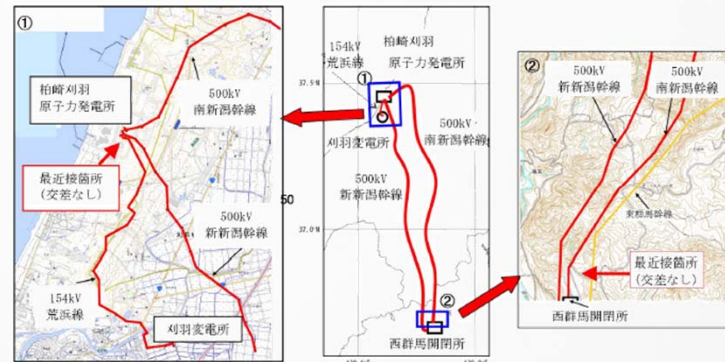 ①
柏崎刈羽
原子力発電所
500kV
南新潟幹線
最近接箇所
(交差なし)
500kV
新新潟幹線
154kV
荒浜線
刈羽変電所
50
154kV
荒浜線
柏崎刈羽
原子力発電所
①
37.5N
刈羽変電所
500kV
南新潟幹線
500kV
新新潟幹線
37.0N
②
西群馬開閉所
②
500kV
新新潟幹線
500kV
南新潟幹線
東群馬幹線
最近接箇所
(交差なし)
西群馬開閉所